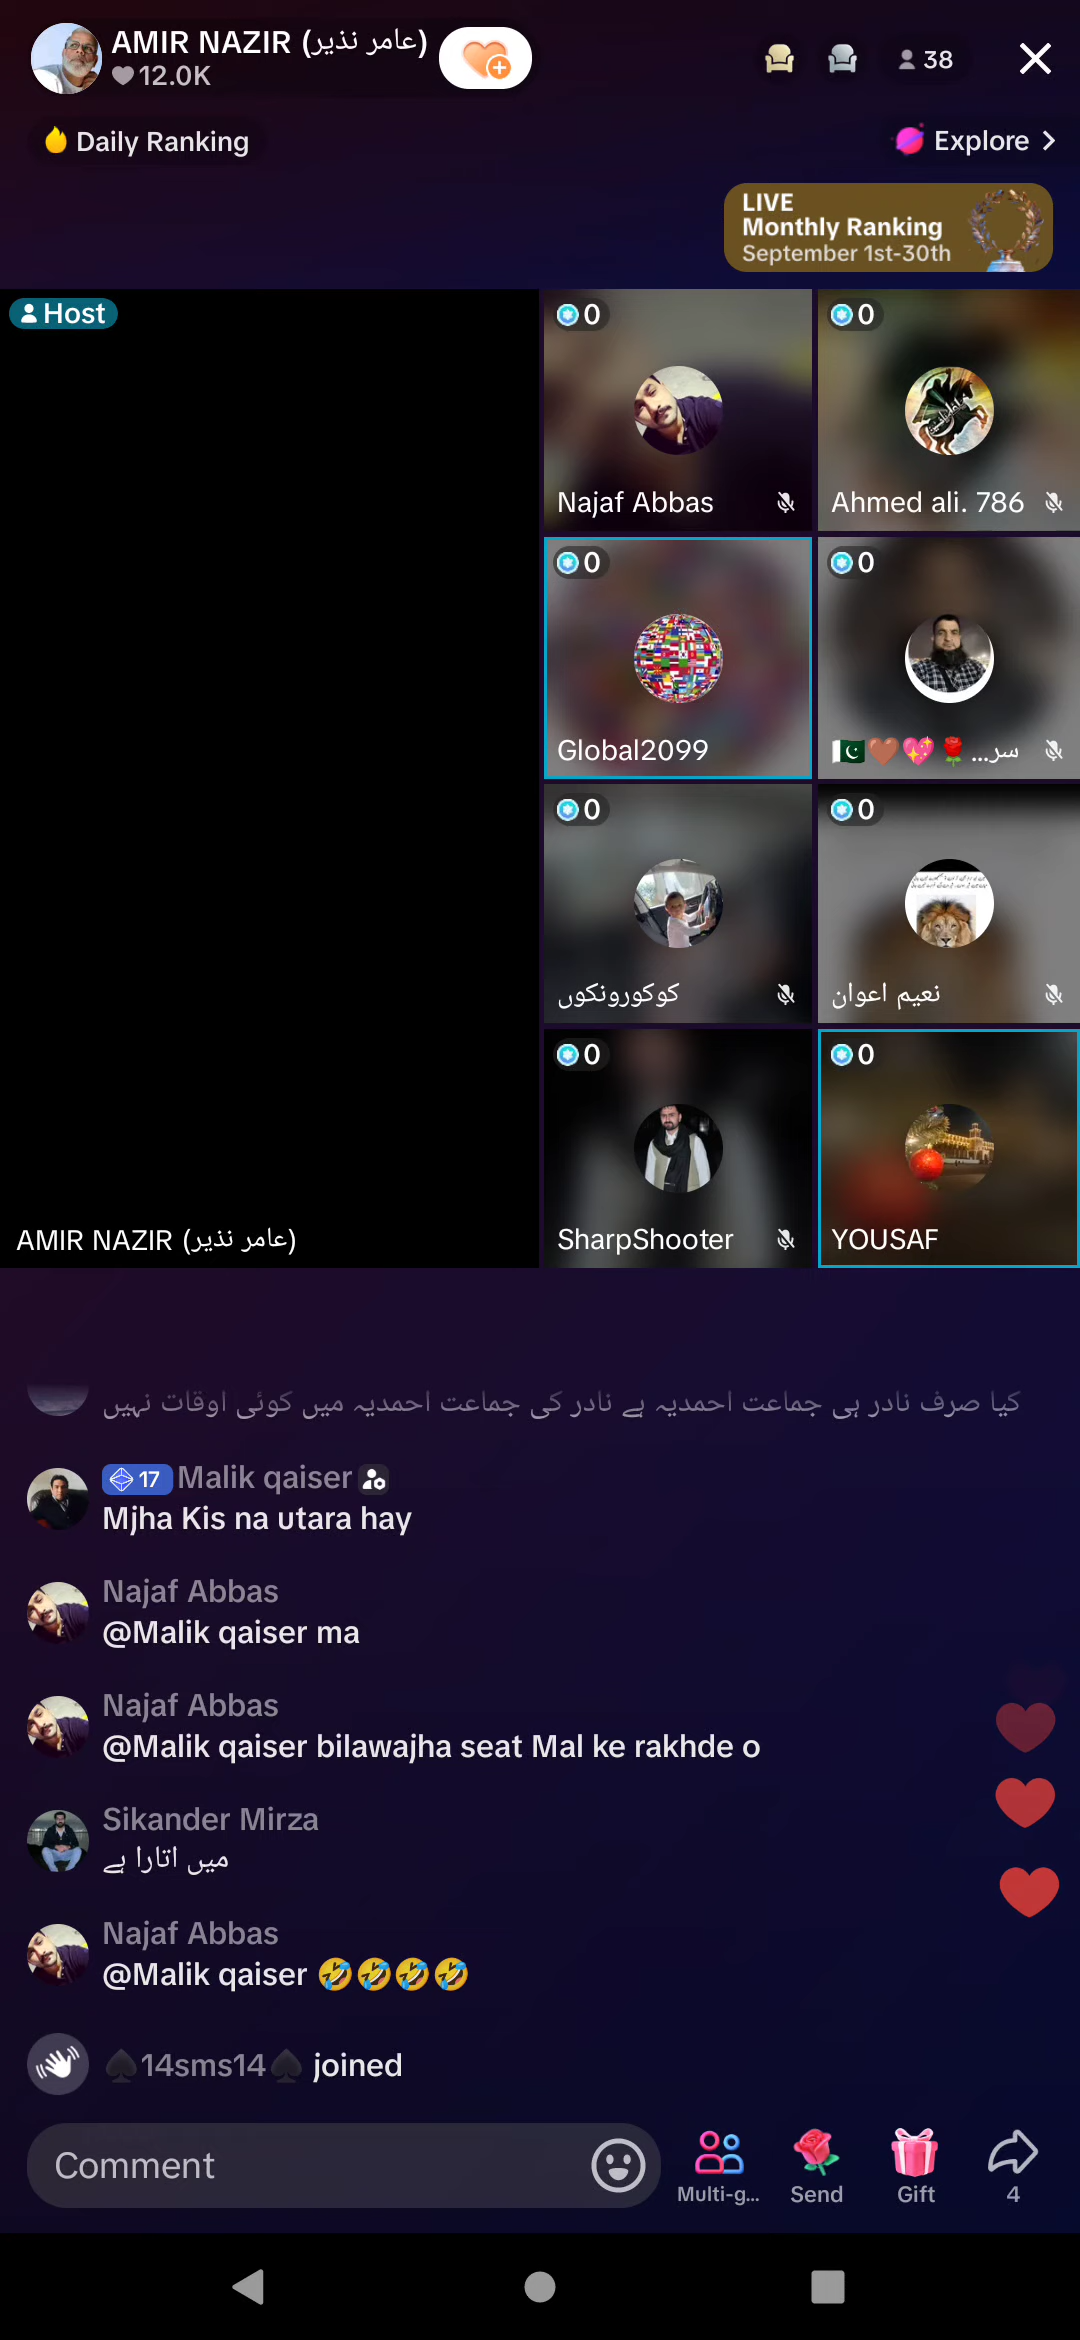 AMIR NAZIR (عامر نذیر)
12.0K
38
Daily Ranking
Explore
LIVE
Monthly Ranking
September 1st-30th
Host
AMIR NAZIR (عامر نذیر)
0
Najaf Abbas
0
Ahmed ali. 786
0
Global2099
0
🇵🇰🤎💖🌹...سر
0
کوکورونکوں
0
نعیم اعوان
0
SharpShooter
0
YOUSAF
کیا صرف نادر ہی جماعت احمدیہ ہے نادر کی جماعت احمدیہ میں کوئی اوقات نہیں
17 Malik qaiser
Mjha Kis na utara hay
Najaf Abbas
@Malik qaiser ma
Najaf Abbas
@Malik qaiser bilawajha seat Mal ke rakhde o
Sikander Mirza
میں اتارا ہے
Najaf Abbas
@Malik qaiser 🤣🤣🤣🤣
♠14sms14♠ joined
Comment
Multi-g...
Send
Gift
4